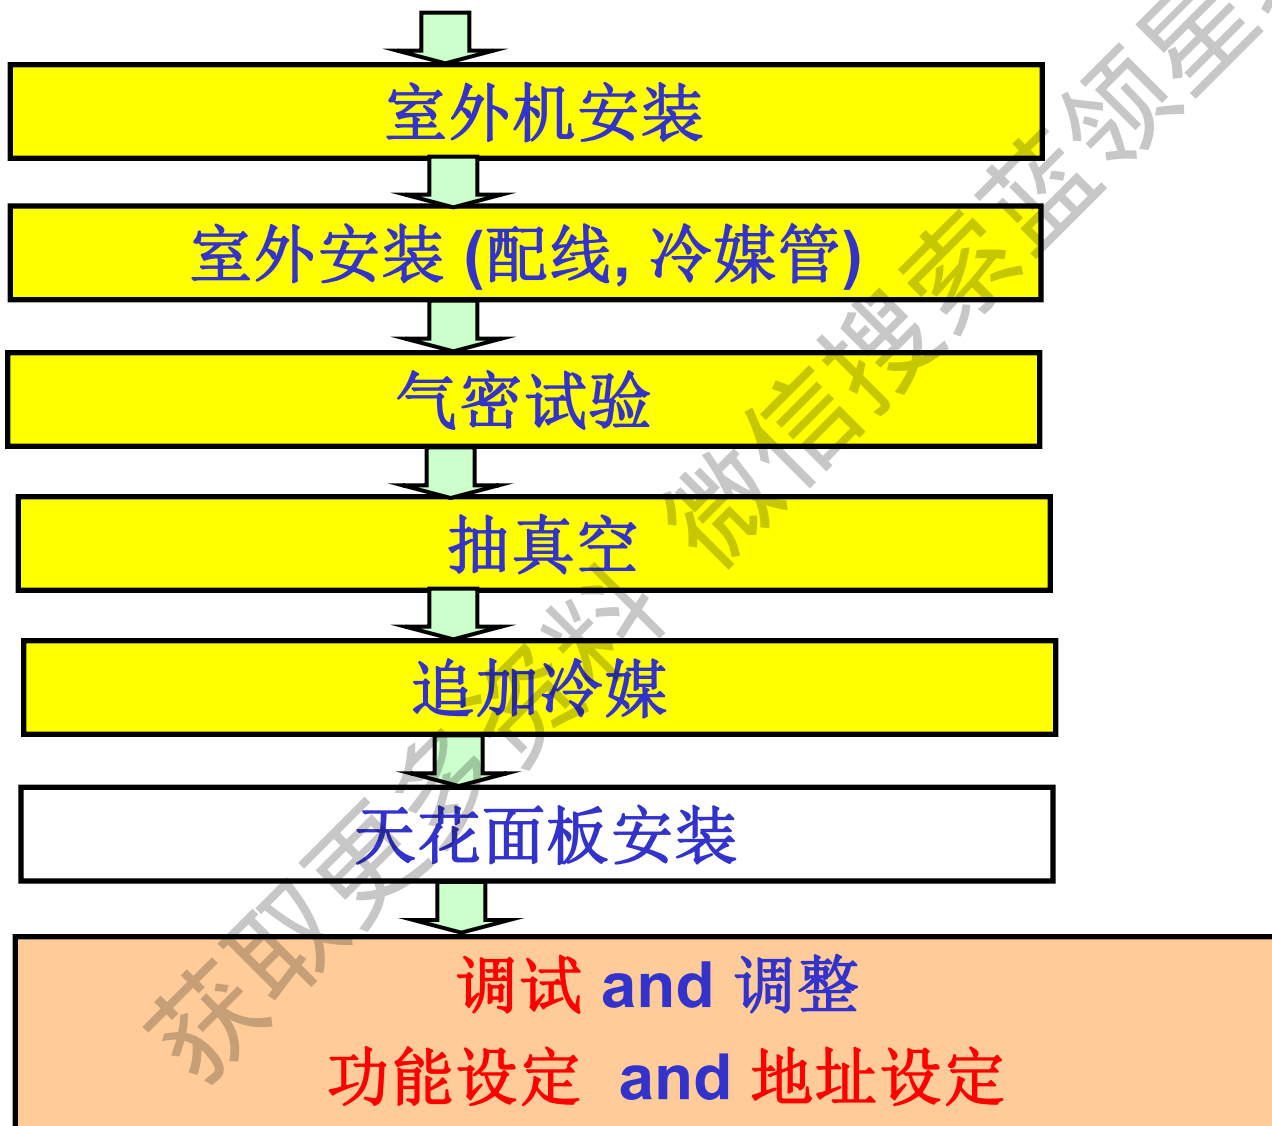 室外机安装
室外安装 (配线, 冷媒管)
气密试验
抽真空
追加冷媒
天花面板安装
调试 and 调整
功能设定 and 地址设定
获取更多资料 微信搜索蓝领星